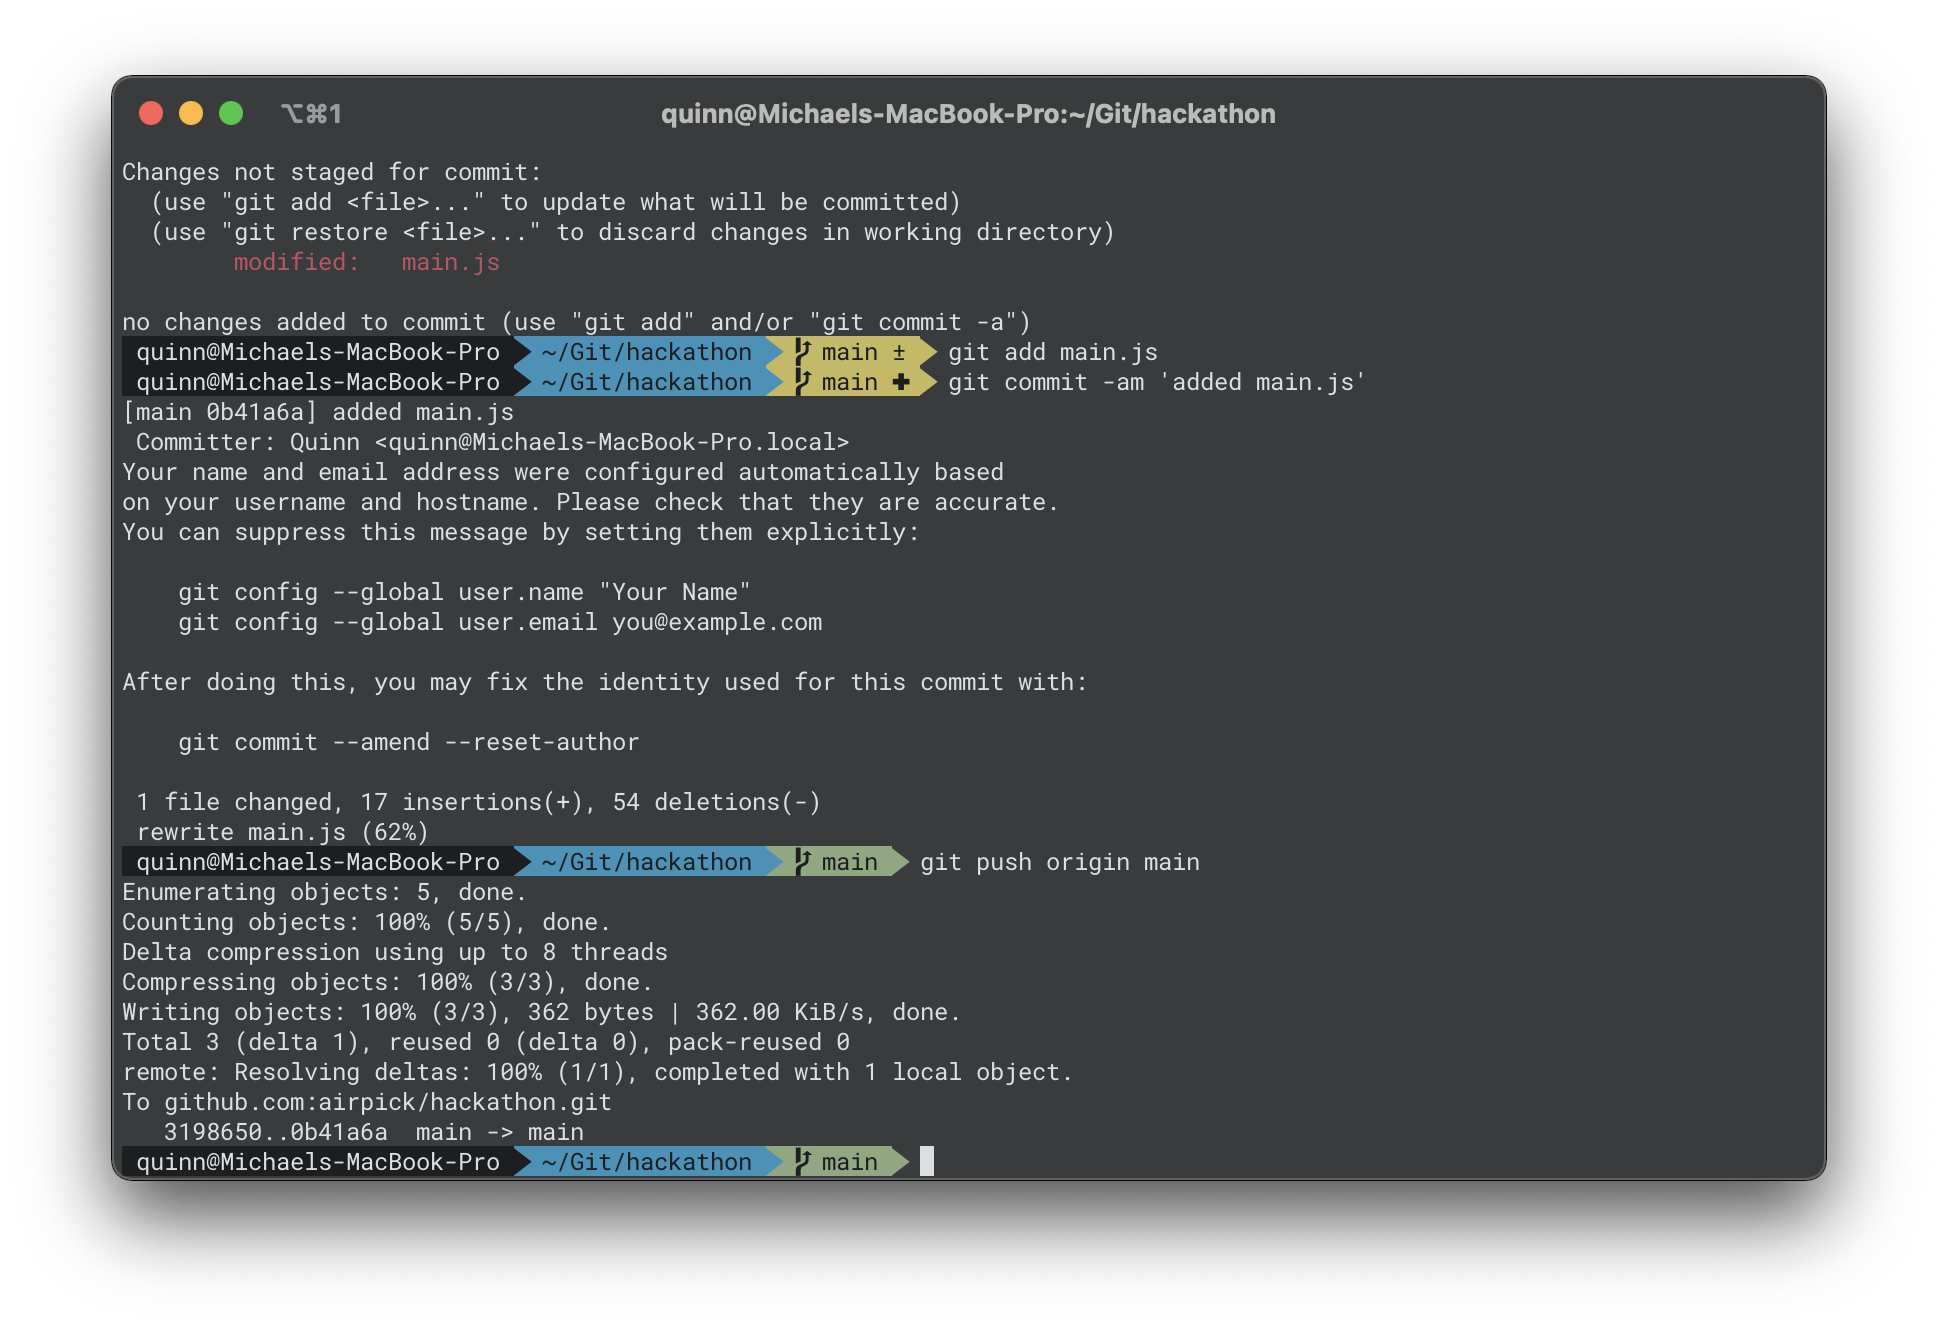 ⌥⌘1 quinn@Michaels-MacBook-Pro:~/Git/hackathon
Changes not staged for commit:
  (use "git add <file>..." to update what will be committed)
  (use "git restore <file>..." to discard changes in working directory)
        modified:   main.js

no changes added to commit (use "git add" and/or "git commit -a")
 quinn@Michaels-MacBook-Pro  ~/Git/hackathon  main ± git add main.js
 quinn@Michaels-MacBook-Pro  ~/Git/hackathon  main ✚ git commit -am 'added main.js'
[main 0b41a6a] added main.js
 Committer: Quinn <quinn@Michaels-MacBook-Pro.local>
Your name and email address were configured automatically based
on your username and hostname. Please check that they are accurate.
You can suppress this message by setting them explicitly:

    git config --global user.name "Your Name"
    git config --global user.email you@example.com

After doing this, you may fix the identity used for this commit with:

    git commit --amend --reset-author

 1 file changed, 17 insertions(+), 54 deletions(-)
 rewrite main.js (62%)
 quinn@Michaels-MacBook-Pro  ~/Git/hackathon  main  git push origin main
Enumerating objects: 5, done.
Counting objects: 100% (5/5), done.
Delta compression using up to 8 threads
Compressing objects: 100% (3/3), done.
Writing objects: 100% (3/3), 362 bytes | 362.00 KiB/s, done.
Total 3 (delta 1), reused 0 (delta 0), pack-reused 0
remote: Resolving deltas: 100% (1/1), completed with 1 local object.
To github.com:airpick/hackathon.git
   3198650..0b41a6a  main -> main
 quinn@Michaels-MacBook-Pro  ~/Git/hackathon  main